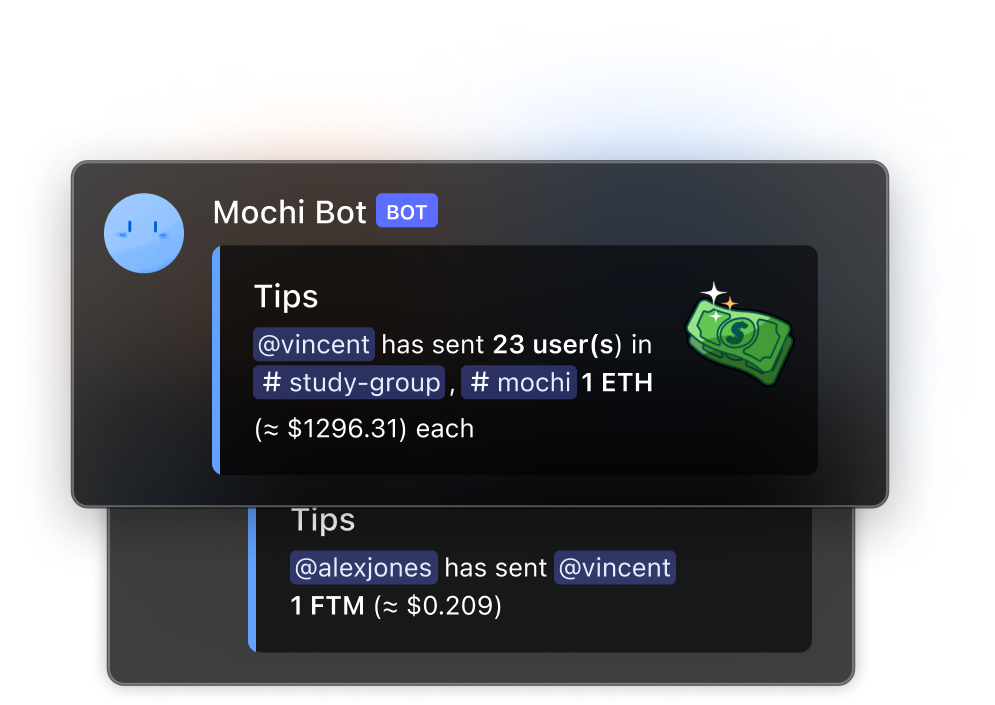 Mochi Bot BOT
Tips
@vincent has sent 23 user(s) in
# study-group , # mochi 1 ETH
(≈ $1296.31) each
Tips
@alexjones has sent @vincent
1 FTM (≈ $0.209)